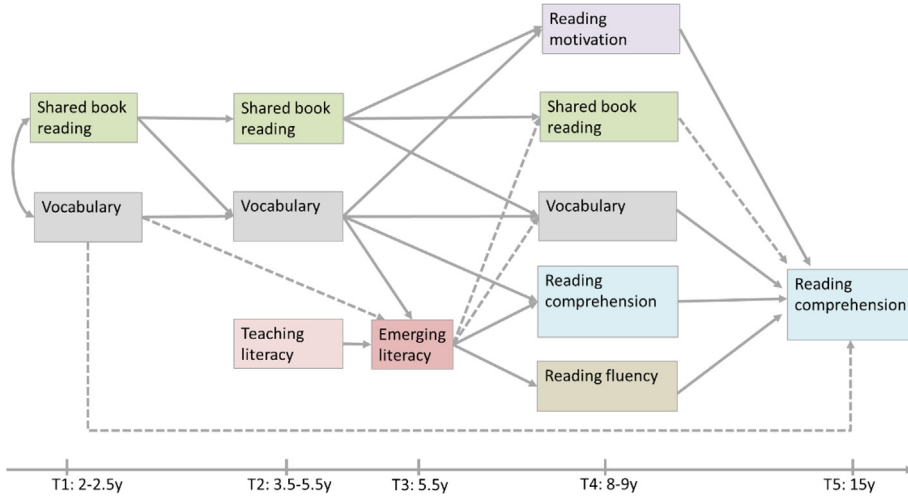 Reading
motivation
Shared book
reading
Shared book
reading
Shared book
reading
Vocabulary
Vocabulary
Vocabulary
Reading
comprehension
Reading
comprehension
Teaching
literacy
Emerging
literacy
Reading fluency
T1: 2-2.5y
T2: 3.5-5.5y
T3: 5.5y
T4: 8-9y
T5: 15y